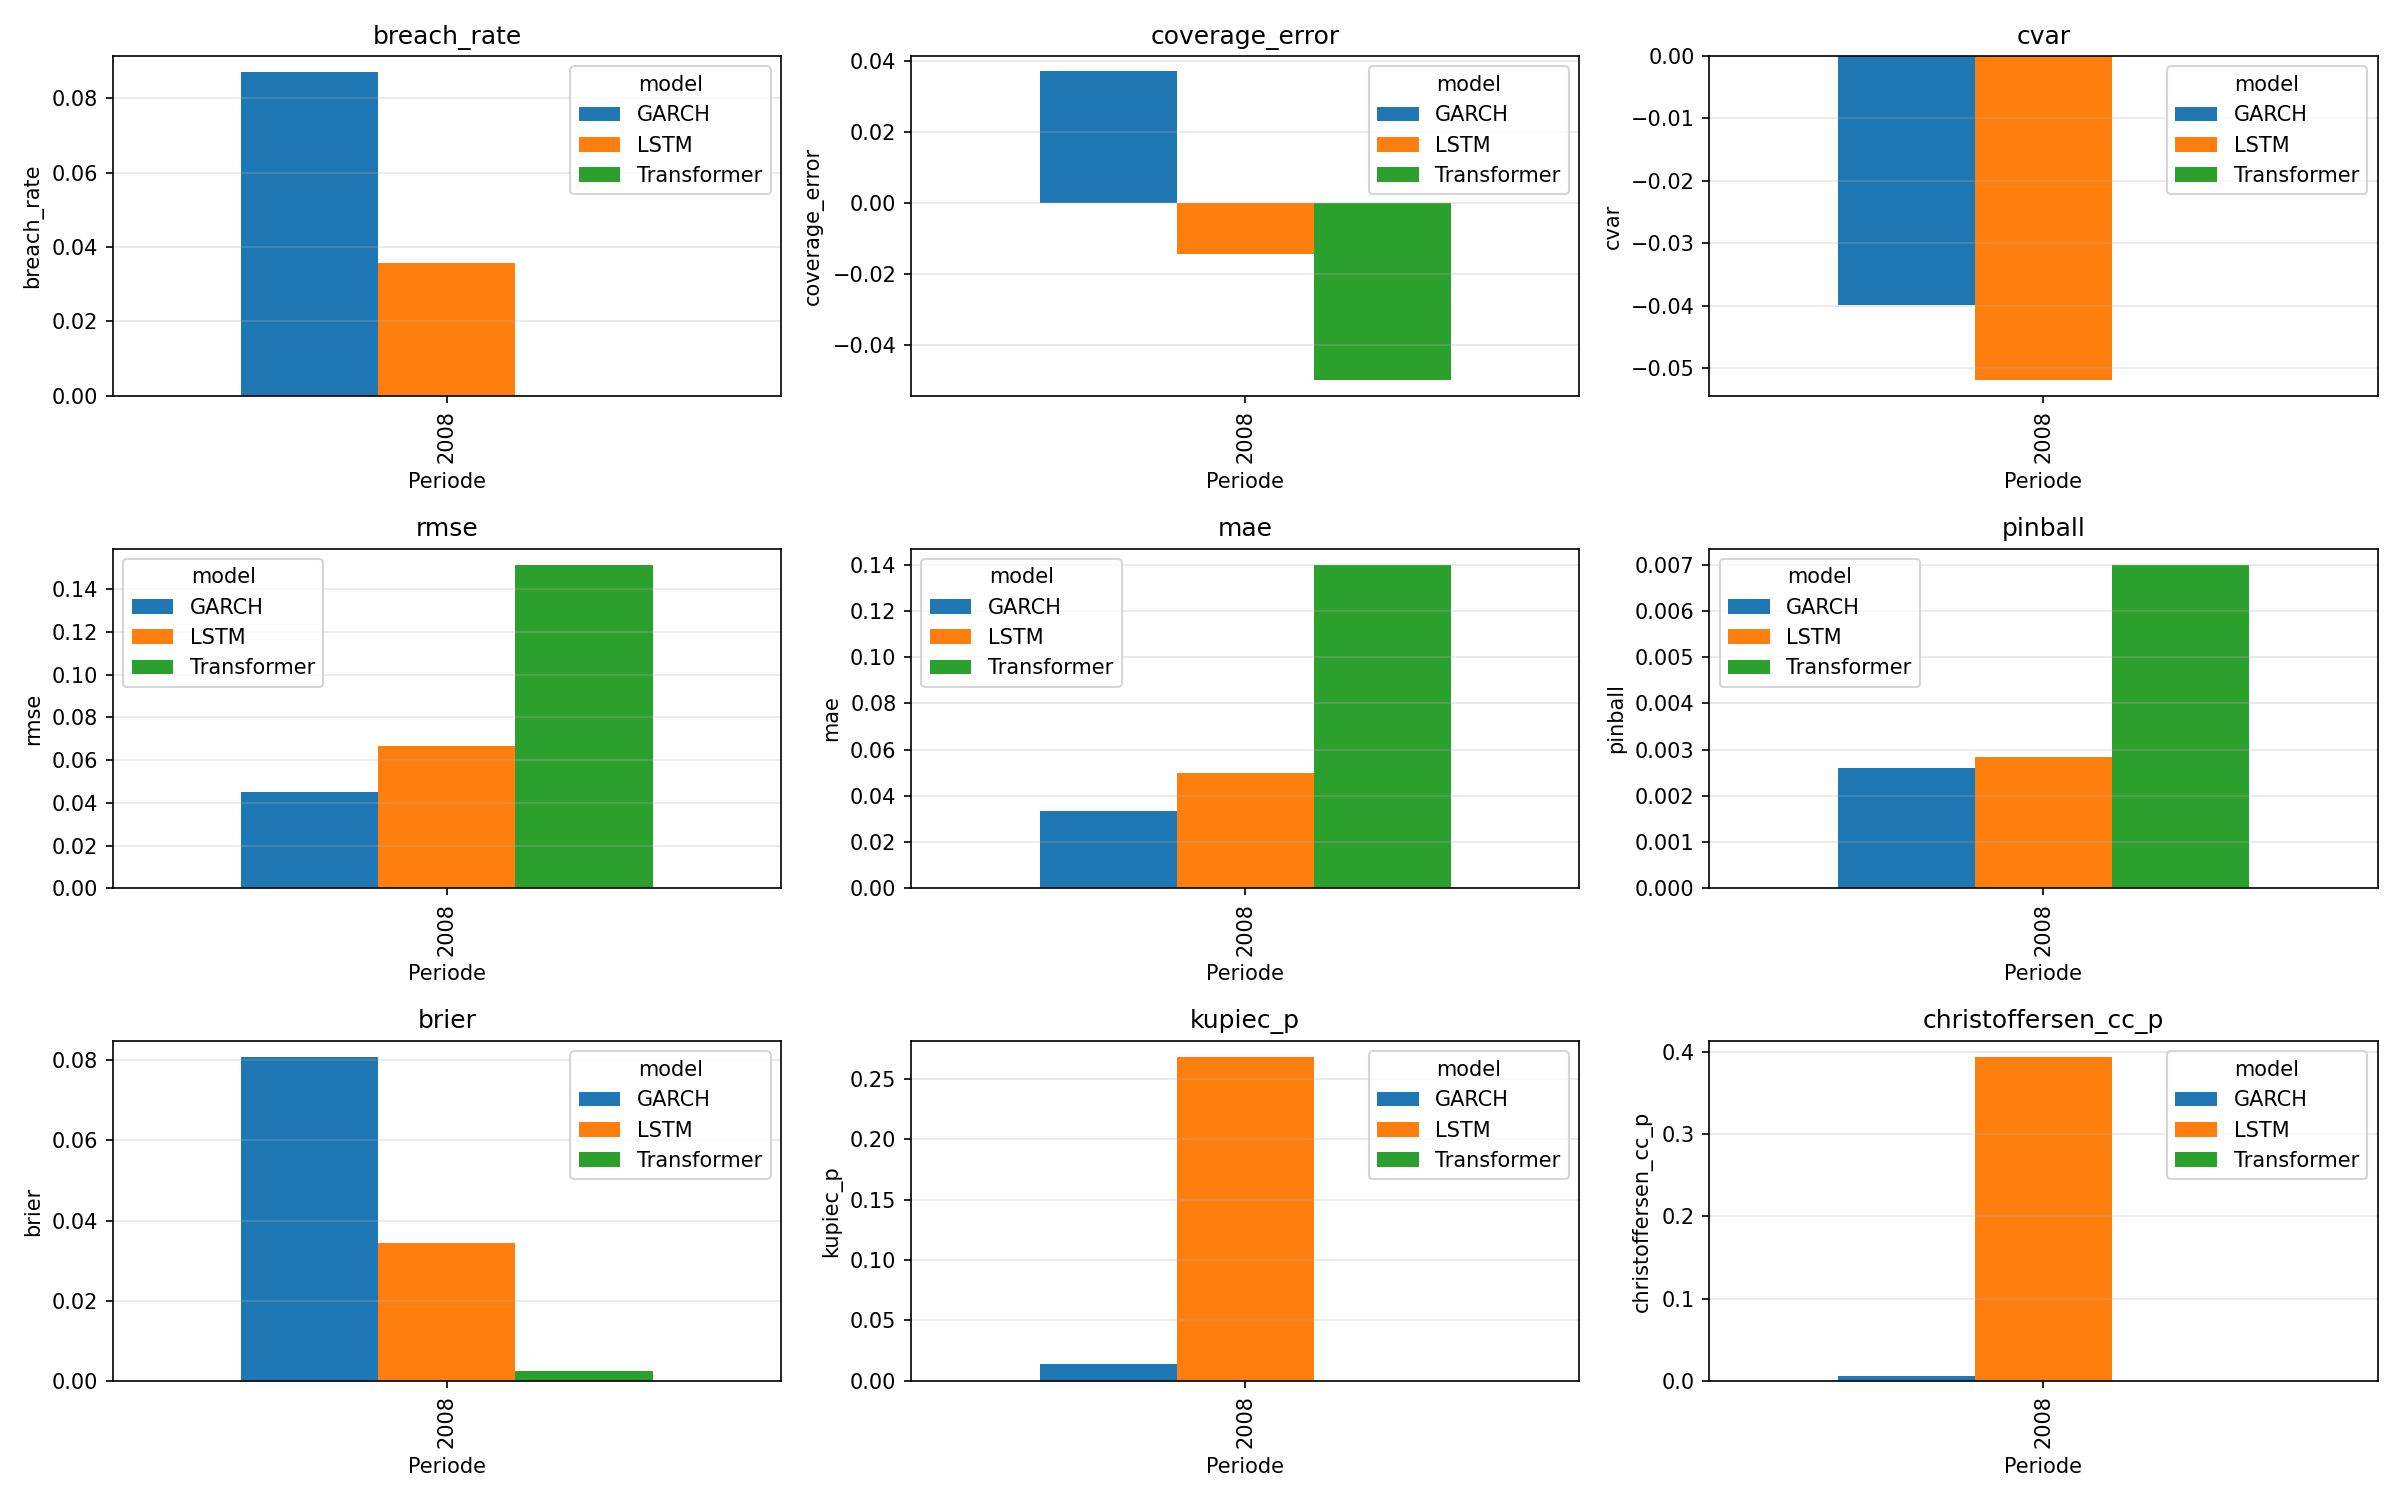 breach_rate
breach_rate
0.08
0.06
0.04
0.02
0.00
model
GARCH
LSTM
Transformer
2008
Periode
coverage_error
coverage_error
0.04
0.02
0.00
−0.02
−0.04
model
GARCH
LSTM
Transformer
2008
Periode
cvar
cvar
0.00
−0.01
−0.02
−0.03
−0.04
−0.05
model
GARCH
LSTM
Transformer
2008
Periode
rmse
rmse
0.14
0.12
0.10
0.08
0.06
0.04
0.02
0.00
model
GARCH
LSTM
Transformer
2008
Periode
mae
mae
0.14
0.12
0.10
0.08
0.06
0.04
0.02
0.00
model
GARCH
LSTM
Transformer
2008
Periode
pinball
pinball
0.007
0.006
0.005
0.004
0.003
0.002
0.001
0.000
model
GARCH
LSTM
Transformer
2008
Periode
brier
brier
0.08
0.06
0.04
0.02
0.00
model
GARCH
LSTM
Transformer
2008
Periode
kupiec_p
kupiec_p
0.25
0.20
0.15
0.10
0.05
0.00
model
GARCH
LSTM
Transformer
2008
Periode
christoffersen_cc_p
christoffersen_cc_p
0.4
0.3
0.2
0.1
0.0
model
GARCH
LSTM
Transformer
2008
Periode